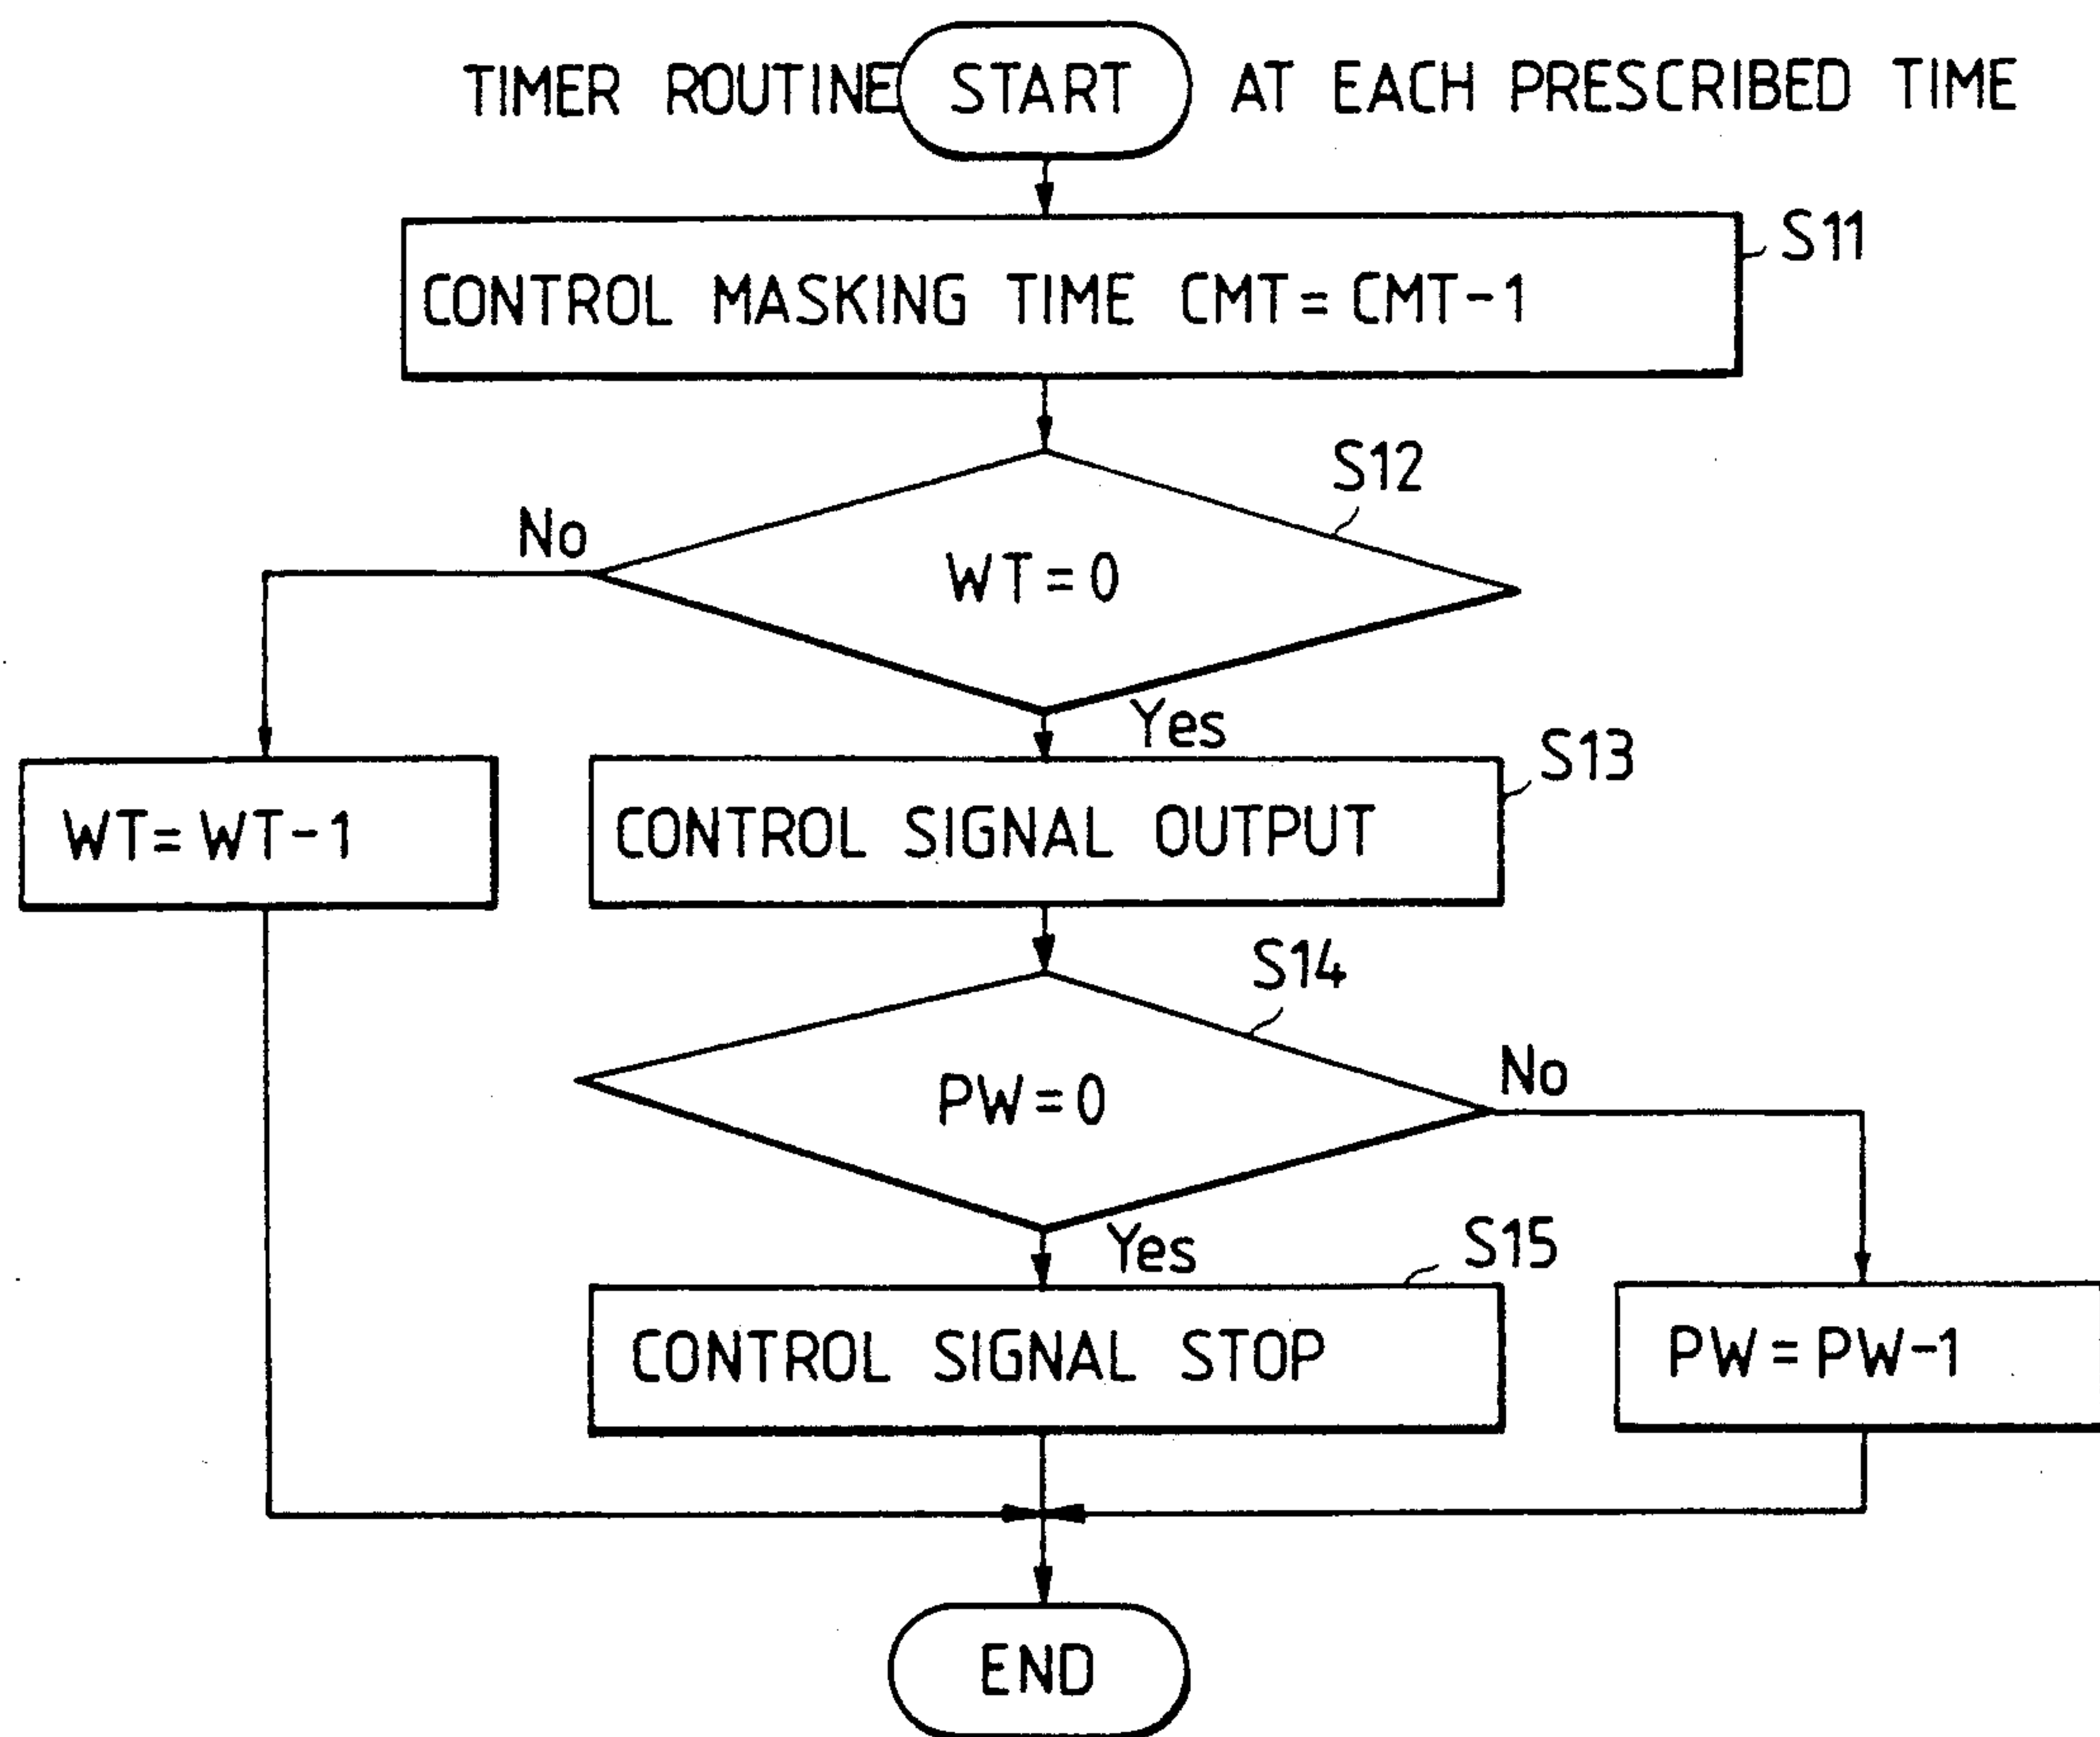 TIMER ROUTINE START AT EACH PRESCRIBED TIME
S11
CONTROL MASKING TIME CMT=CMT-1
S12
No
WT=0
Yes
S13
WT=WT-1
CONTROL SIGNAL OUTPUT
S14
No
PW=0
Yes
S15
CONTROL SIGNAL STOP
PW=PW-1
END